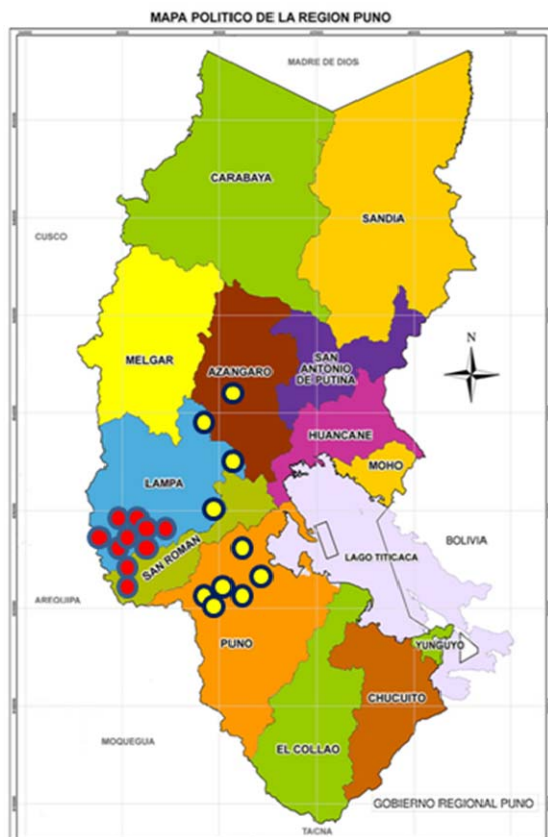 MAPA POLITICO DE LA REGION PUNO
MADRE DE DIOS
CARABAYA
SANDIA
CUSCO
N
MELGAR
AZANGARO
SAN
ANTONIO
DE PUTINA
HUANCANE
MOHO
LAMPA
BOLIVIA
SAN ROMAN
LAGO TITICACA
AREQUIPA
PUNO
YUNGUYO
CHUCUITO
MOQUEGUA
EL COLLAO
GOBIERNO REGIONAL PUNO
TACNA